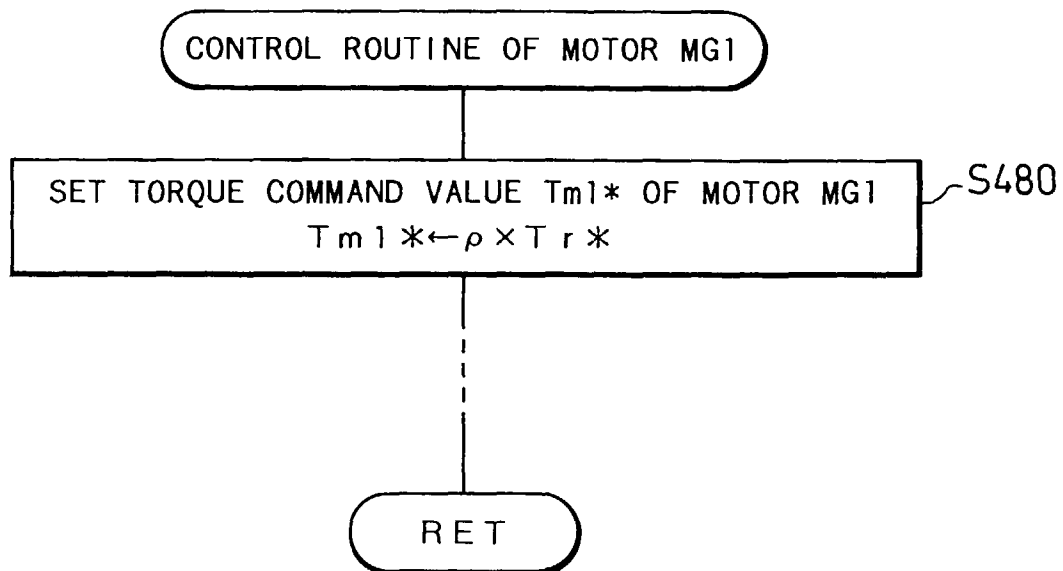 CONTROL ROUTINE OF MOTOR MG1
SET TORQUE COMMAND VALUE Tm1* OF MOTOR MG1
Tm1*←ρ×Tr*
S480
RET